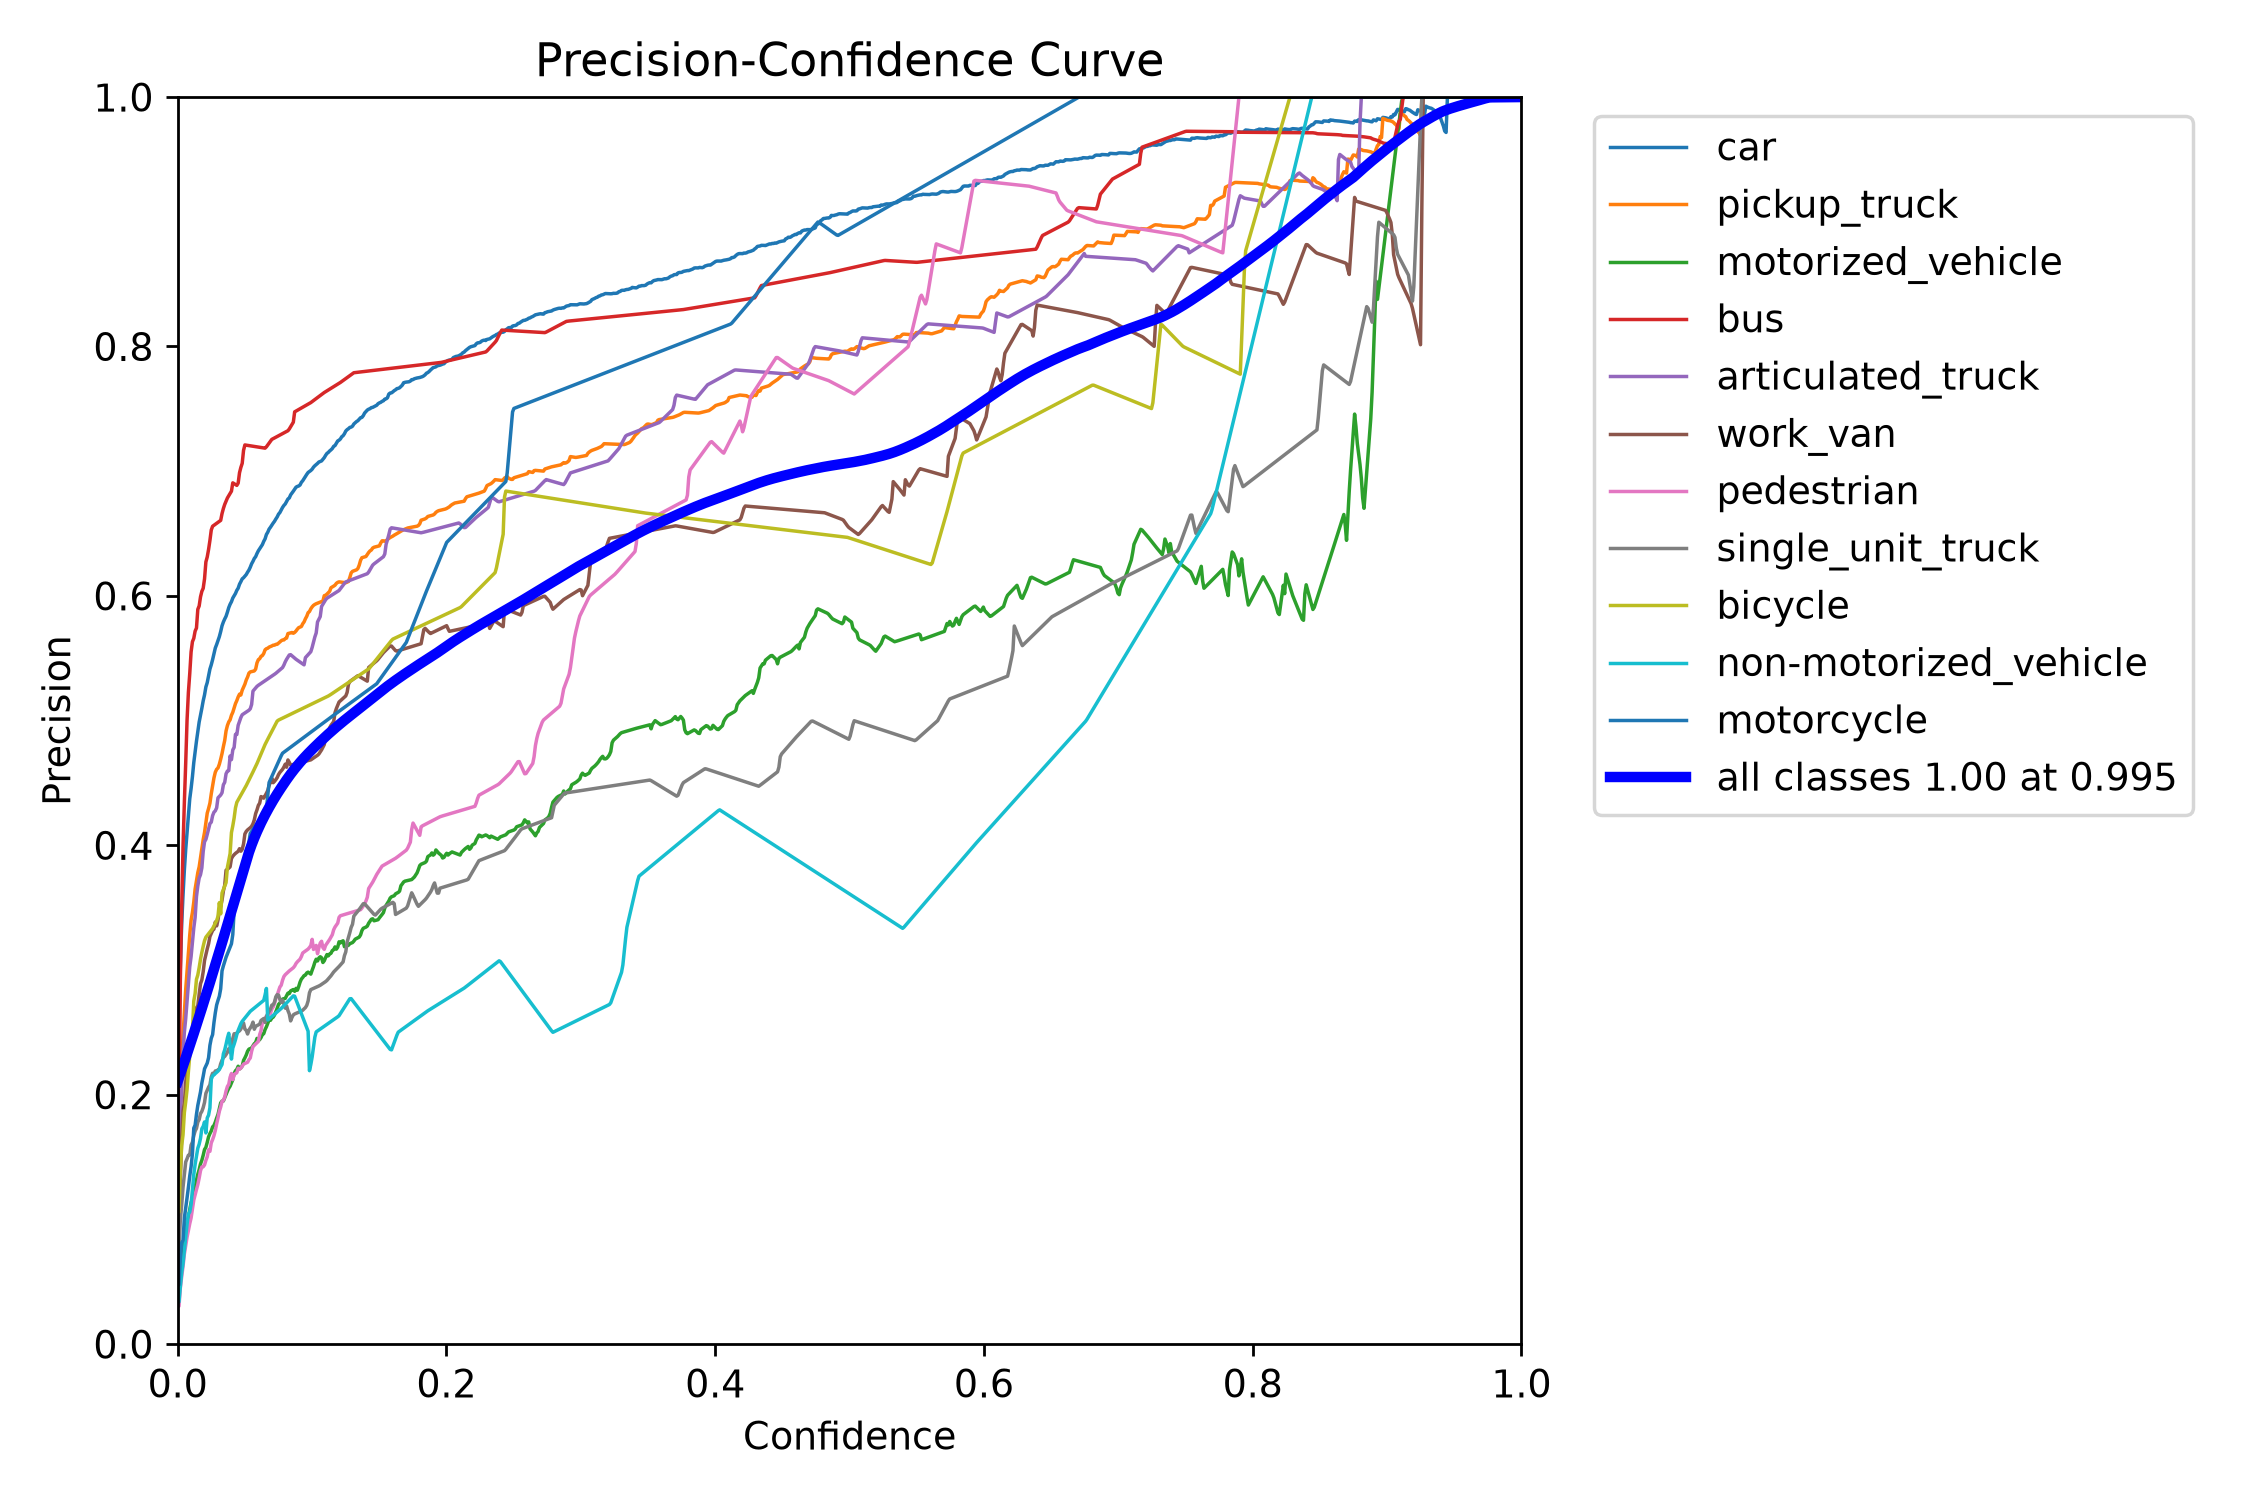 Precision-Confidence Curve
1.0
0.8
0.6
0.4
0.2
0.0
Precision
0.0 0.2 0.4 0.6 0.8 1.0
Confidence
car
pickup_truck
motorized_vehicle
bus
articulated_truck
work_van
pedestrian
single_unit_truck
bicycle
non-motorized_vehicle
motorcycle
all classes 1.00 at 0.995